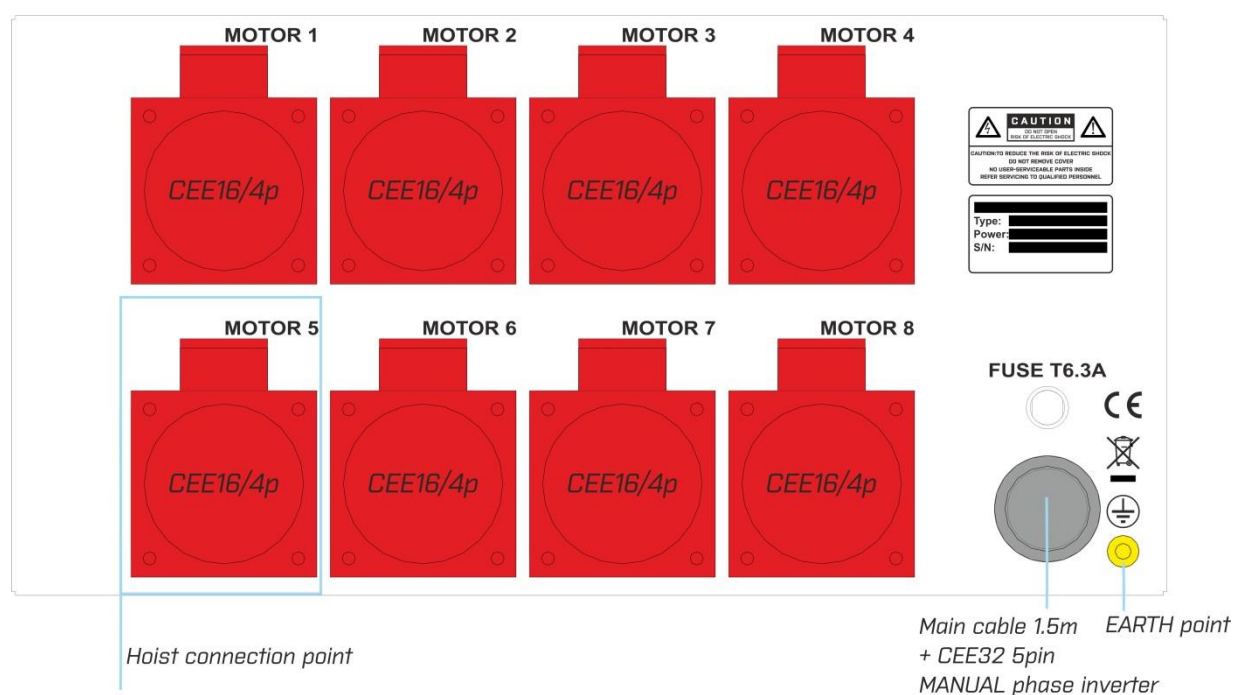 MOTOR 1 MOTOR 2 MOTOR 3 MOTOR 4
CEE16/4p CEE16/4p CEE16/4p CEE16/4p
CAUTION
DO NOT OPEN
RISK OF ELECTRIC SHOCK
CAUTION:TO REDUCE THE RISK OF ELECTRIC SHOCK
DO NOT REMOVE COVER
NO USER-SERVICEABLE PARTS INSIDE
REFER SERVICING TO QUALIFIED PERSONNEL
Type:
Power:
S/N:
MOTOR 5 MOTOR 6 MOTOR 7 MOTOR 8
CEE16/4p CEE16/4p CEE16/4p CEE16/4p
FUSE T6.3A
CE
Hoist connection point
Main cable 1.5m
+ CEE32 5pin
MANUAL phase inverter
EARTH point